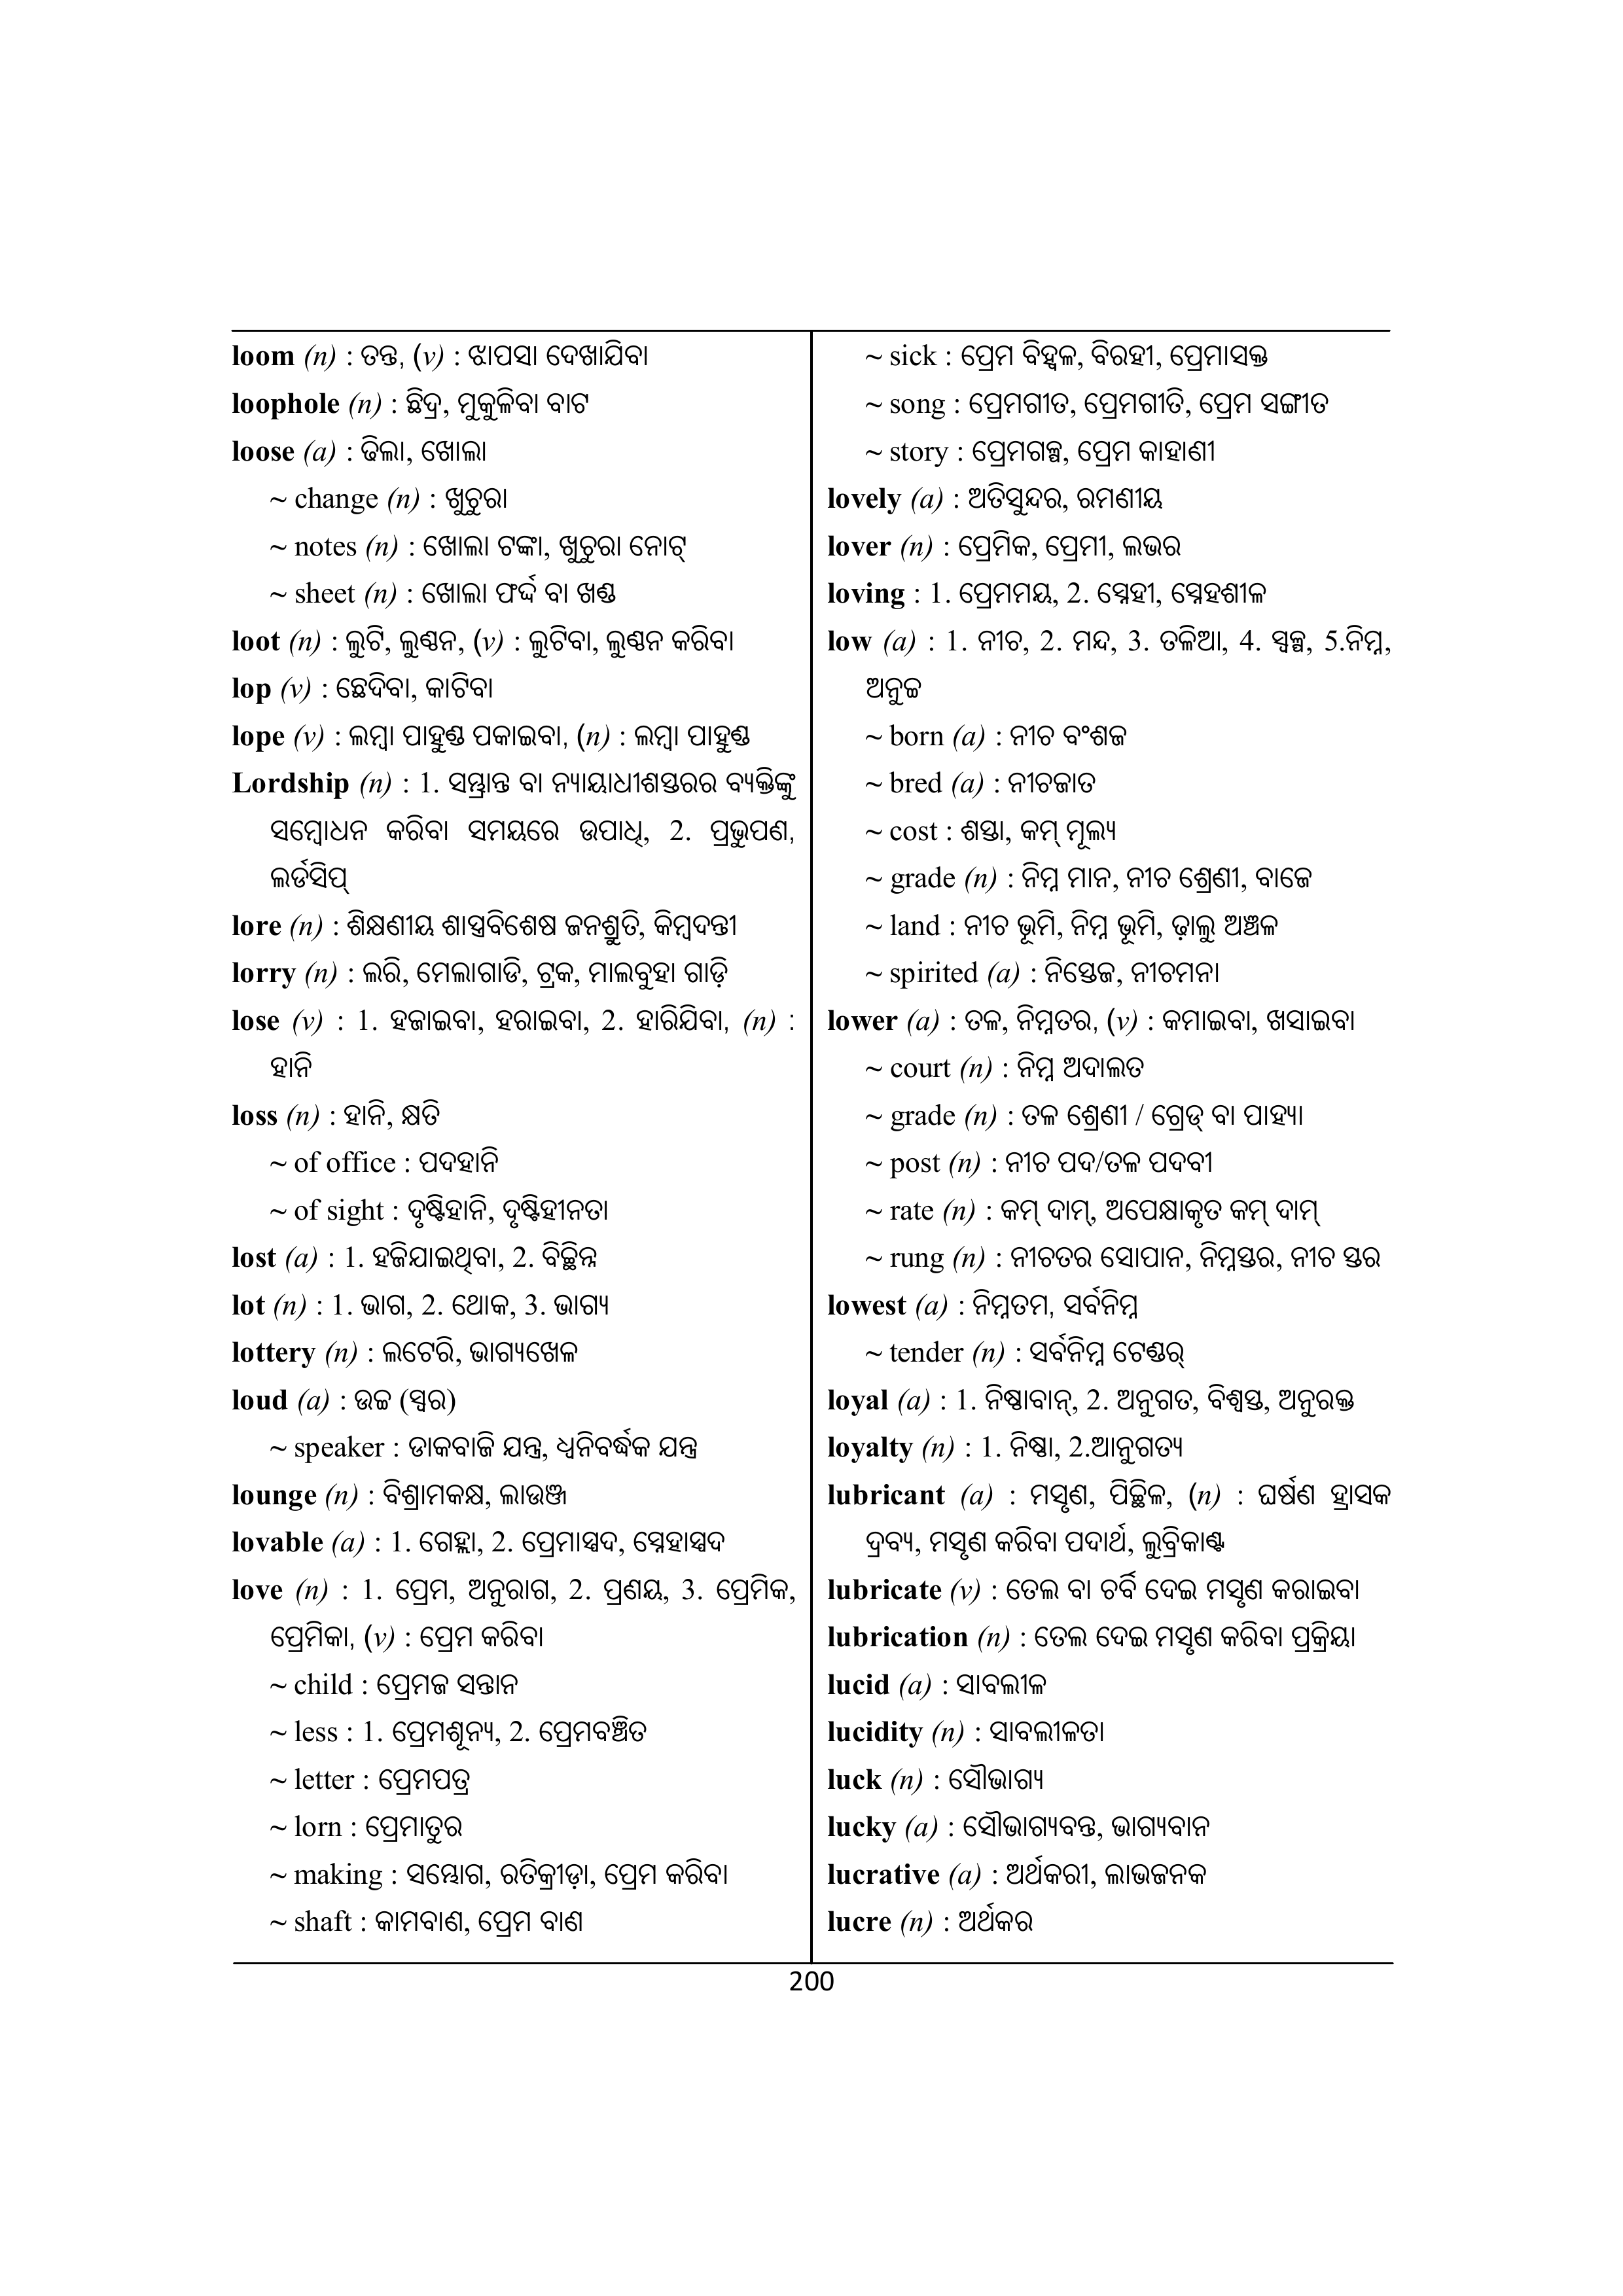 loom (n) : ତନ୍ତ, (v) : ଝାପସା ଦେଖାଯିବା
loophole (n) : ଛିଦ୍ର, ମୁକୁଳିବା ବାଟ
loose (a) : ଢିଲା, ଖୋଲା
~ change (n) : ଖୁଚୁରା
~ notes (n) : ଖୋଲା ଟଙ୍କା, ଖୁଚୁରା ନୋଟ୍
~ sheet (n) : ଖୋଲା ଫର୍ଦ୍ଦ ବା ଖଣ୍ଡ
loot (n) : ଲୁଟି, ଲୁଣ୍ଠନ, (v) : ଲୁଟିବା, ଲୁଣ୍ଠନ କରିବା
lop (v) : ଛେଦିବା, କାଟିବା
lope (v) : ଲମ୍ବା ପାହୁଣ୍ଡ ପକାଇବା, (n) : ଲମ୍ବା ପାହୁଣ୍ଡ
Lordship (n) : 1. ସମ୍ଭ୍ରାନ୍ତ ବା ନ୍ୟାୟାଧୀଶସ୍ତରର ବ୍ୟକ୍ତିଙ୍କୁ
ସମ୍ବୋଧନ କରିବା ସମୟରେ ଉପାଧି, 2. ପ୍ରଭୁପଣ,
ଲର୍ଡସିପ୍
lore (n) : ଶିକ୍ଷଣୀୟ ଶାସ୍ତ୍ରବିଶେଷ ଜନଶ୍ରୁତି, କିମ୍ବଦନ୍ତୀ
lorry (n) : ଲରି, ମେଲାଗାଡି, ଟ୍ରକ, ମାଲବୁହା ଗାଡ଼ି
lose (v) : 1. ହଜାଇବା, ହରାଇବା, 2. ହାରିଯିବା, (n) :
ହାନି
loss (n) : ହାନି, କ୍ଷତି
~ of office : ପଦହାନି
~ of sight : ଦୃଷ୍ଟିହାନି, ଦୃଷ୍ଟିହୀନତା
lost (a) : 1. ହଜିଯାଇଥିବା, 2. ବିଚ୍ଛିନ୍ନ
lot (n) : 1. ଭାଗ, 2. ଥୋକ, 3. ଭାଗ୍ୟ
lottery (n) : ଲଟେରି, ଭାଗ୍ୟଖେଳ
loud (a) : ଉଚ୍ଚ (ସ୍ୱର)
~ speaker : ଡାକବାଜି ଯନ୍ତ୍ର, ଧ୍ୱନିବର୍ଦ୍ଧକ ଯନ୍ତ୍ର
lounge (n) : ବିଶ୍ରାମକକ୍ଷ, ଲାଉଞ୍ଜ
lovable (a) : 1. ଗେହ୍ଲା, 2. ପ୍ରେମାସ୍ପଦ, ସ୍ନେହାସ୍ପଦ
love (n) : 1. ପ୍ରେମ, ଅନୁରାଗ, 2. ପ୍ରଣୟ, 3. ପ୍ରେମିକ,
ପ୍ରେମିକା, (v) : ପ୍ରେମ କରିବା
~ child : ପ୍ରେମଜ ସନ୍ତାନ
~ less : 1. ପ୍ରେମଶୂନ୍ୟ, 2. ପ୍ରେମବଞ୍ଚିତ
~ letter : ପ୍ରେମପତ୍ର
~ lorn : ପ୍ରେମାତୁର
~ making : ସମ୍ଭୋଗ, ରତିକ୍ରୀଡ଼ା, ପ୍ରେମ କରିବା
~ shaft : କାମବାଣ, ପ୍ରେମ ବାଣ
~ sick : ପ୍ରେମ ବିହ୍ୱଳ, ବିରହୀ, ପ୍ରେମାସକ୍ତ
~ song : ପ୍ରେମଗୀତ, ପ୍ରେମଗୀତି, ପ୍ରେମ ସଙ୍ଗୀତ
~ story : ପ୍ରେମଗଳ୍ପ, ପ୍ରେମ କାହାଣୀ
lovely (a) : ଅତିସୁନ୍ଦର, ରମଣୀୟ
lover (n) : ପ୍ରେମିକ, ପ୍ରେମୀ, ଲଭର
loving : 1. ପ୍ରେମମୟ, 2. ସ୍ନେହୀ, ସ୍ନେହଶୀଳ
low (a) : 1. ନୀଚ, 2. ମନ୍ଦ, 3. ତଳିଆ, 4. ସ୍ୱଳ୍ପ, 5.ନିମ୍ନ,
ଅନୁଚ୍ଚ
~ born (a) : ନୀଚ ବଂଶଜ
~ bred (a) : ନୀଚଜାତ
~ cost : ଶସ୍ତା, କମ୍ ମୂଲ୍ୟ
~ grade (n) : ନିମ୍ନ ମାନ, ନୀଚ ଶ୍ରେଣୀ, ବାଜେ
~ land : ନୀଚ ଭୂମି, ନିମ୍ନ ଭୂମି, ଢ଼ାଲୁ ଅଞ୍ଚଳ
~ spirited (a) : ନିସ୍ତେଜ, ନୀଚମନା
lower (a) : ତଳ, ନିମ୍ନତର, (v) : କମାଇବା, ଖସାଇବା
~ court (n) : ନିମ୍ନ ଅଦାଲତ
~ grade (n) : ତଳ ଶ୍ରେଣୀ / ଗ୍ରେଡ୍ ବା ପାହ୍ୟା
~ post (n) : ନୀଚ ପଦ/ତଳ ପଦବୀ
~ rate (n) : କମ୍ ଦାମ୍, ଅପେକ୍ଷାକୃତ କମ୍ ଦାମ୍
~ rung (n) : ନୀଚତର ସୋପାନ, ନିମ୍ନସ୍ତର, ନୀଚ ସ୍ତର
lowest (a) : ନିମ୍ନତମ, ସର୍ବନିମ୍ନ
~ tender (n) : ସର୍ବନିମ୍ନ ଟେଣ୍ଡର୍
loyal (a) : 1. ନିଷ୍ଠାବାନ୍, 2. ଅନୁଗତ, ବିଶ୍ୱସ୍ତ, ଅନୁରକ୍ତ
loyalty (n) : 1. ନିଷ୍ଠା, 2.ଆନୁଗତ୍ୟ
lubricant (a) : ମସୃଣ, ପିଚ୍ଛିଳ, (n) : ଘର୍ଷଣ ହ୍ରାସକ
ଦ୍ରବ୍ୟ, ମସୃଣ କରିବା ପଦାର୍ଥ, ଲୁବ୍ରିକାଣ୍ଟ
lubricate (v) : ତେଲ ବା ଚର୍ବି ଦେଇ ମସୃଣ କରାଇବା
lubrication (n) : ତେଲ ଦେଇ ମସୃଣ କରିବା ପ୍ରକ୍ରିୟା
lucid (a) : ସାବଲୀଳ
lucidity (n) : ସାବଲୀଳତା
luck (n) : ସୌଭାଗ୍ୟ
lucky (a) : ସୌଭାଗ୍ୟବନ୍ତ, ଭାଗ୍ୟବାନ
lucrative (a) : ଅର୍ଥକରୀ, ଲାଭଜନକ
lucre (n) : ଅର୍ଥକର
200